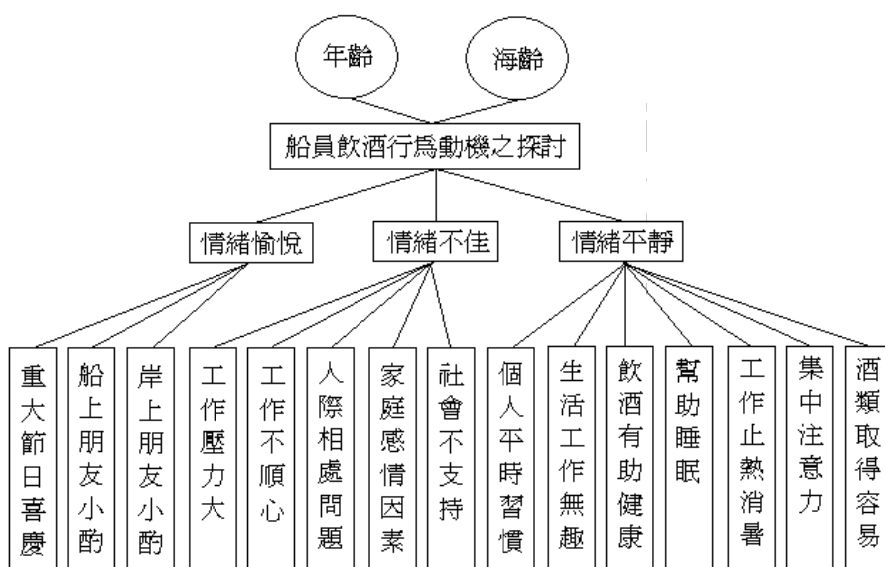 年齡
海齡
船員飲酒行為動機之探討
情緒愉悅
情緒不佳
情緒平靜
重大節日喜慶
船上朋友小酌
岸上朋友小酌
工作壓力大
工作不順心
人際相處問題
家庭感情因素
社會不支持
個人平時習慣
生活工作無趣
飲酒有助健康
幫助睡眠
工作止熱消暑
集中注意力
酒類取得容易